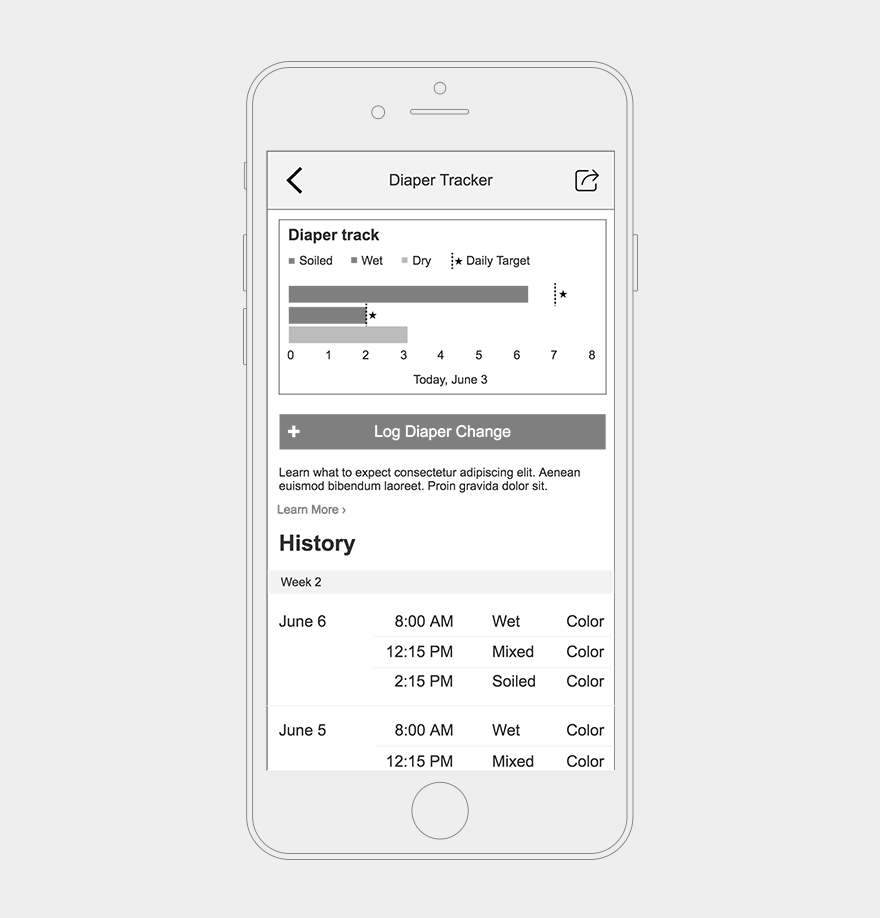 Diaper Tracker
Diaper track
Soiled Wet Dry Daily Target
0 1 2 3 4 5 6 7 8
Today, June 3
+ Log Diaper Change
Learn what to expect consectetur adipiscing elit. Aenean
euismod bibendum laoreet. Proin gravida dolor sit.
Learn More ›
History
Week 2
June 6 8:00 AM Wet Color
12:15 PM Mixed Color
2:15 PM Soiled Color
June 5 8:00 AM Wet Color
12:15 PM Mixed Color